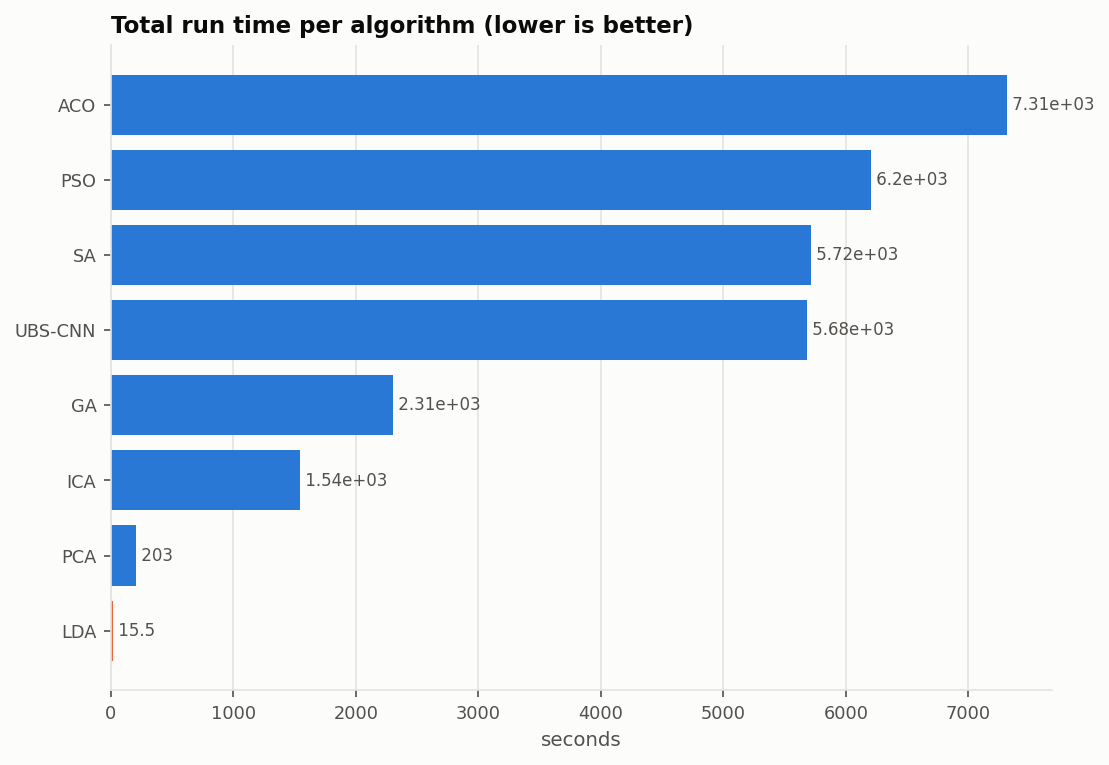 Total run time per algorithm (lower is better)
ACO 7.31e+03
PSO 6.2e+03
SA 5.72e+03
UBS-CNN 5.68e+03
GA 2.31e+03
ICA 1.54e+03
PCA 203
LDA 15.5
0 1000 2000 3000 4000 5000 6000 7000
seconds